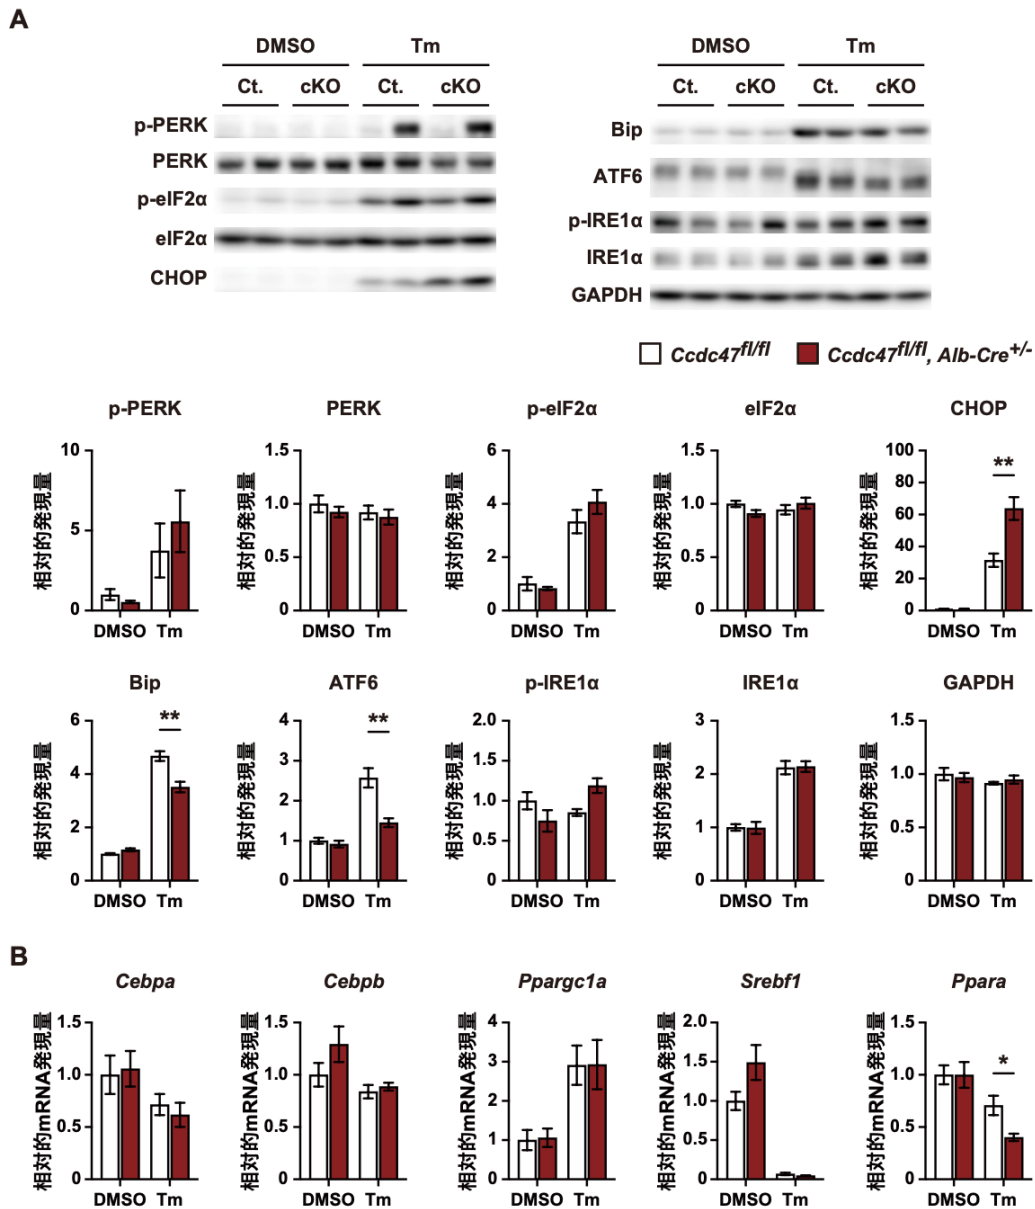 A
DMSO Tm
Ct. cKO Ct. cKO
p-PERK
PERK
p-eIF2α
eIF2α
CHOP
DMSO Tm
Ct. cKO Ct. cKO
Bip
ATF6
p-IRE1α
IRE1α
GAPDH
Ccdc47fl/fl Ccdc47fl/fl, Alb-Cre+/-
p-PERK
相対的発現量
10
5
0
DMSO Tm
PERK
相対的発現量
1.5
1.0
0.5
0
DMSO Tm
p-eIF2α
相対的発現量
6
4
2
0
DMSO Tm
eIF2α
相対的発現量
1.5
1.0
0.5
0
DMSO Tm
CHOP
相対的発現量
100
80
60
40
20
0
**
DMSO Tm
Bip
相対的発現量
6
4
2
0
**
DMSO Tm
ATF6
相対的発現量
4
3
2
1
0
**
DMSO Tm
p-IRE1α
相対的発現量
2.0
1.5
1.0
0.5
0
DMSO Tm
IRE1α
相対的発現量
3
2
1
0
DMSO Tm
GAPDH
相対的発現量
1.5
1.0
0.5
0
DMSO Tm
B
Cebpa
相対的mRNA発現量
1.5
1.0
0.5
0
DMSO Tm
Cebpb
相対的mRNA発現量
1.5
1.0
0.5
0
DMSO Tm
Ppargc1a
相対的mRNA発現量
4
3
2
1
0
DMSO Tm
Srebf1
相対的mRNA発現量
2.0
1.5
1.0
0.5
0
DMSO Tm
Ppara
相対的mRNA発現量
1.5
1.0
0.5
0
*
DMSO Tm